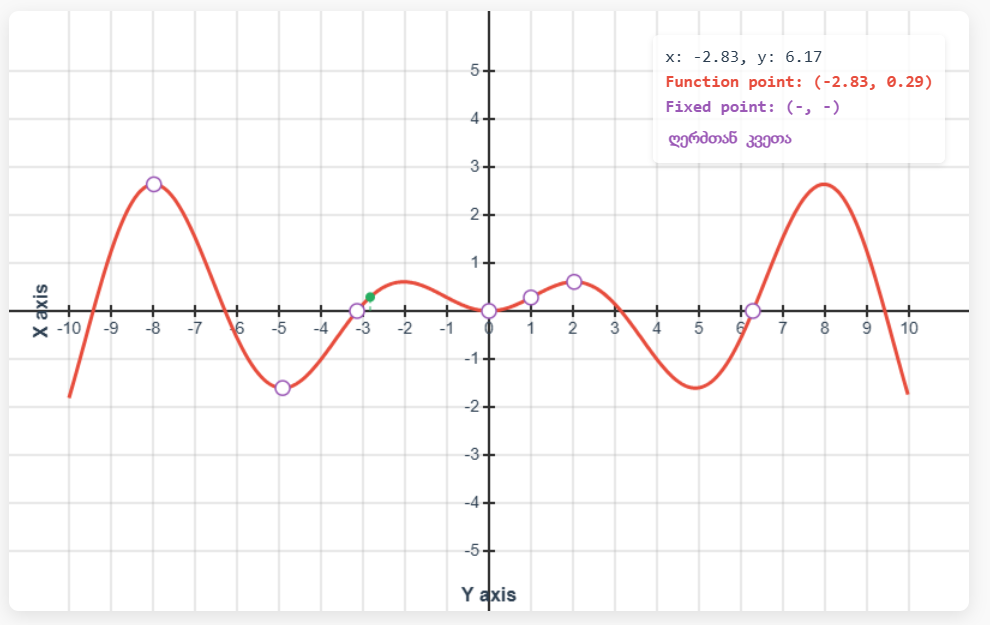 x: -2.83, y: 6.17
Function point: (-2.83, 0.29)
Fixed point: (-, -)
ღერძთან კვეთა
5
4
3
2
1
X axis
-10 -9 -8 -7 -6 -5 -4 -3 -2 -1 0 1 2 3 4 5 6 7 8 9 10
-1
-2
-3
-4
-5
Y axis